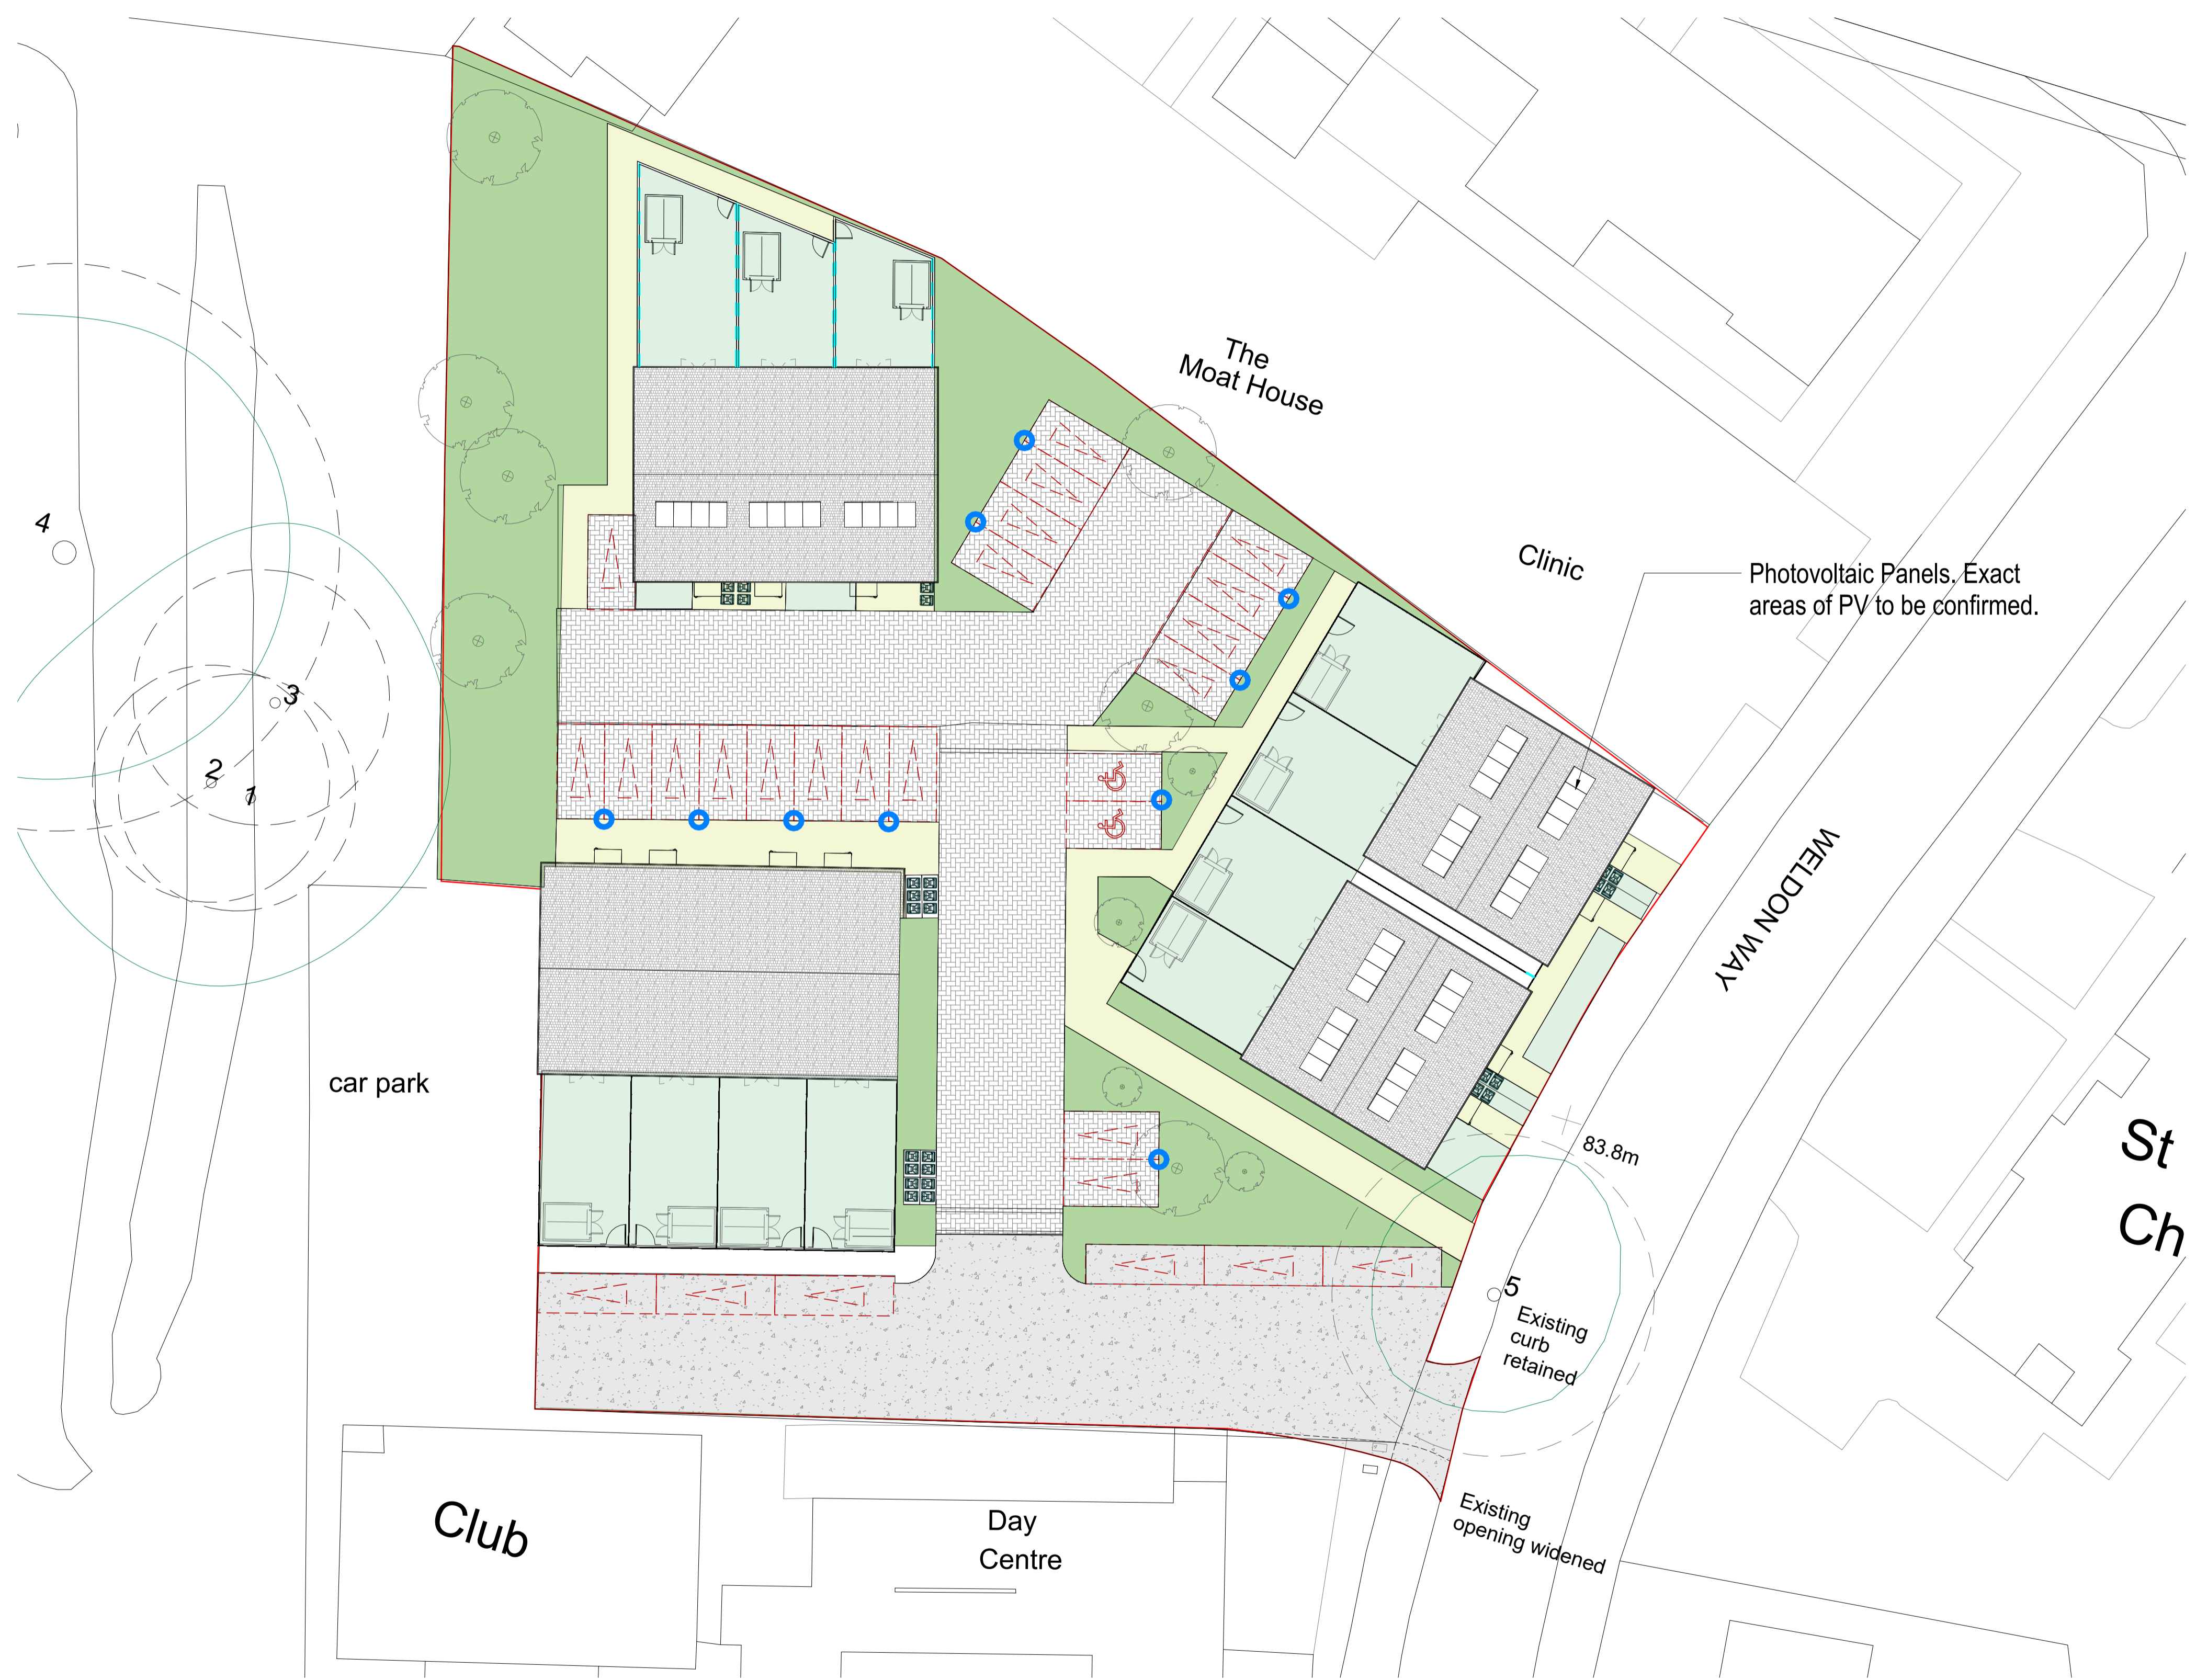 The
Moat House
Clinic
Photovoltaic Panels. Exact
areas of PV to be confirmed.
4
3
2
1
WELDON WAY
car park
83.8m
St
Ch
5
Existing
curb
retained
Existing
opening widened
Club
Day
Centre